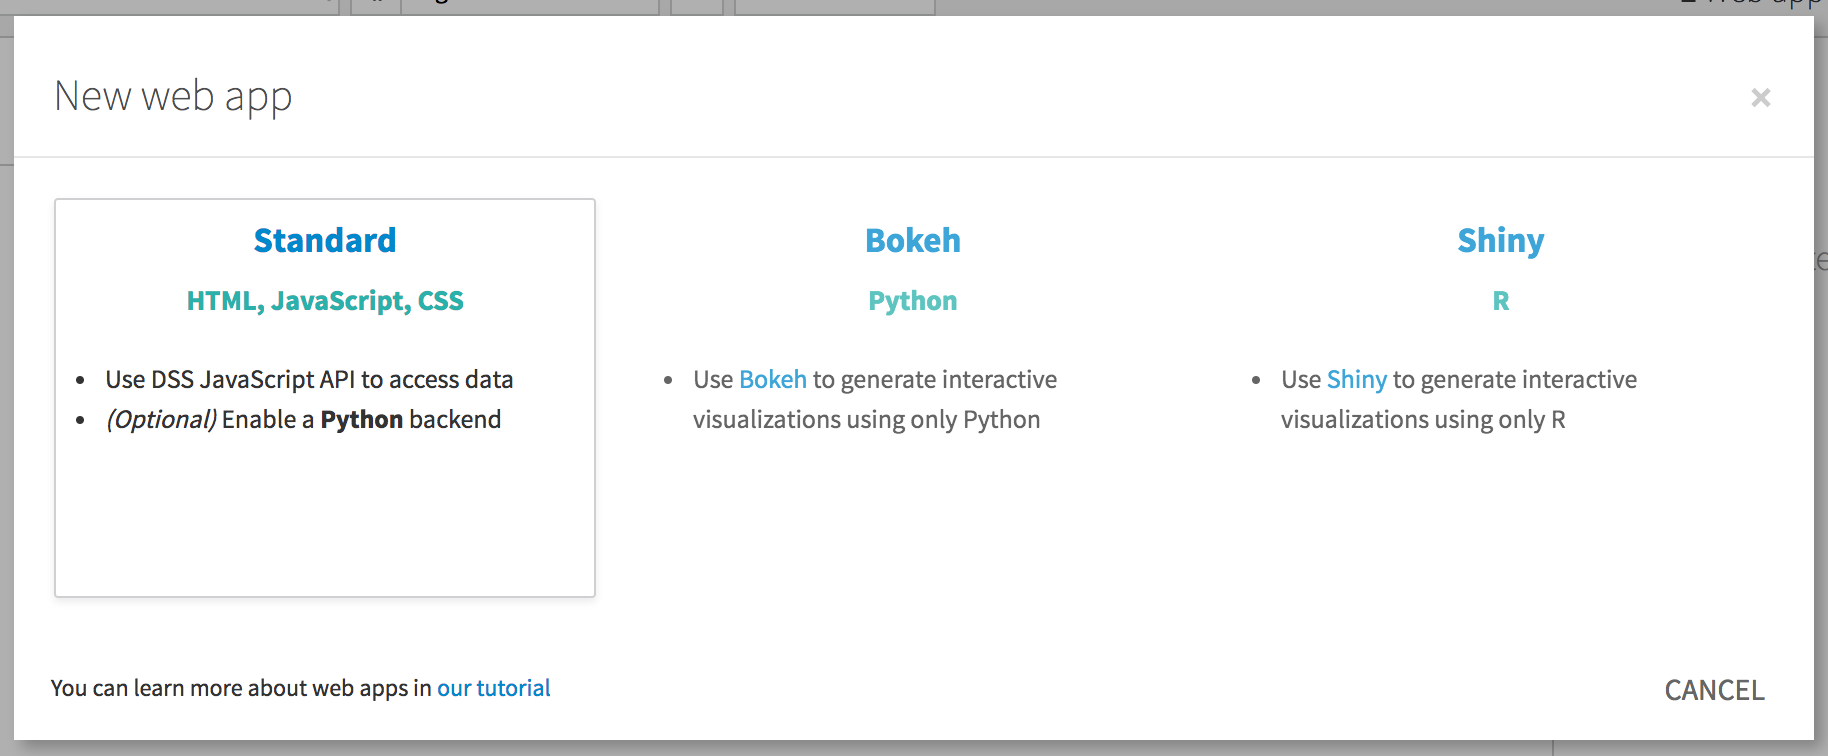 New web app
×
Standard
HTML, JavaScript, CSS
• Use DSS JavaScript API to access data
• (Optional) Enable a Python backend
Bokeh
Python
• Use Bokeh to generate interactive
visualizations using only Python
Shiny
R
• Use Shiny to generate interactive
visualizations using only R
You can learn more about web apps in our tutorial
CANCEL